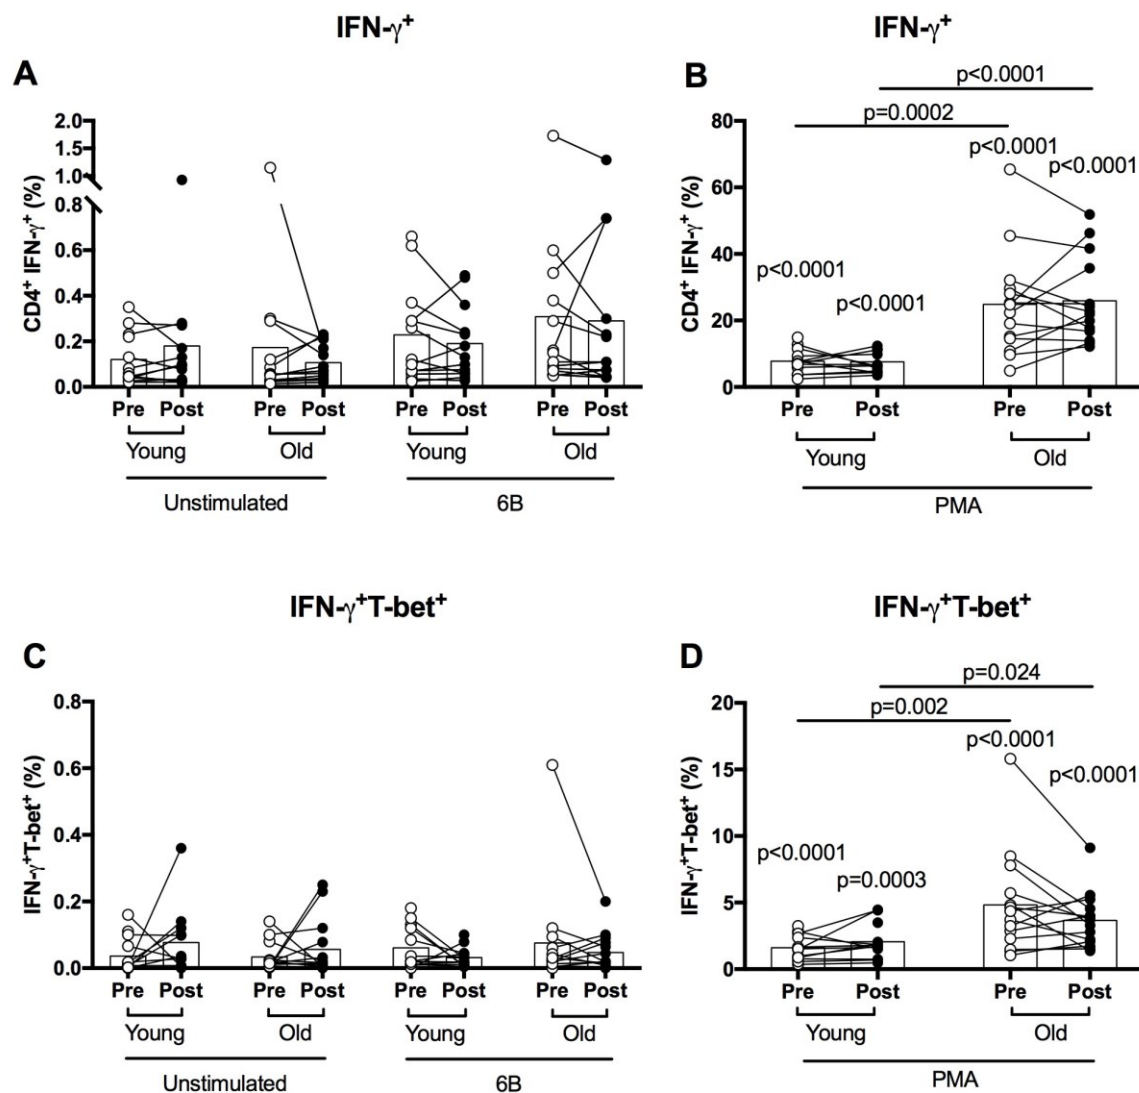 IFN-γ⁺
A
CD4⁺ IFN-γ⁺ (%)
2.0
1.5
1.0
0.8
0.6
0.4
0.2
0.0
Pre Post Pre Post Pre Post Pre Post
Young Old Young Old
Unstimulated 6B
IFN-γ⁺
B
p<0.0001
p=0.0002
p<0.0001
p<0.0001
p<0.0001
p<0.0001
CD4⁺ IFN-γ⁺ (%)
80
60
40
20
0
Pre Post Pre Post
Young Old
PMA
IFN-γ⁺T-bet⁺
C
IFN-γ⁺T-bet⁺ (%)
0.8
0.6
0.4
0.2
0.0
Pre Post Pre Post Pre Post Pre Post
Young Old Young Old
Unstimulated 6B
IFN-γ⁺T-bet⁺
D
p=0.024
p=0.002
p<0.0001
p<0.0001
p<0.0001
p=0.0003
IFN-γ⁺T-bet⁺ (%)
20
15
10
5
0
Pre Post Pre Post
Young Old
PMA